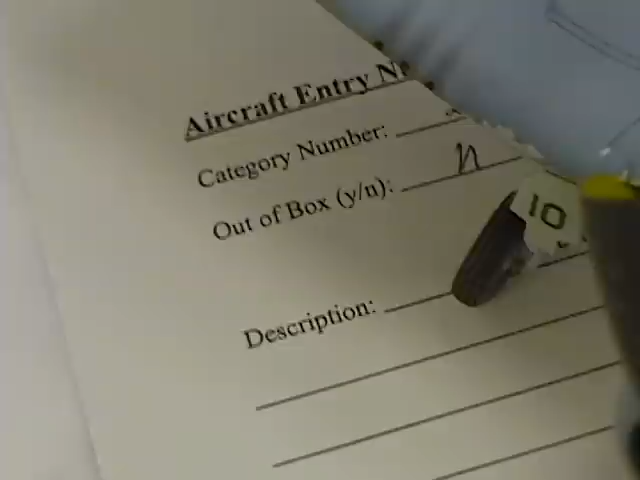 Aircraft Entry
Category Number:
Out of Box (y/n): n
10
Description: